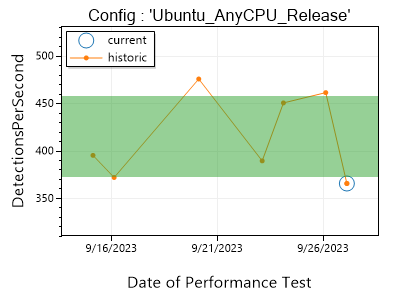 Config : 'Ubuntu_AnyCPU_Release'
current
historic
DetectionsPerSecond
500
450
400
350
9/16/2023
9/21/2023
9/26/2023
Date of Performance Test